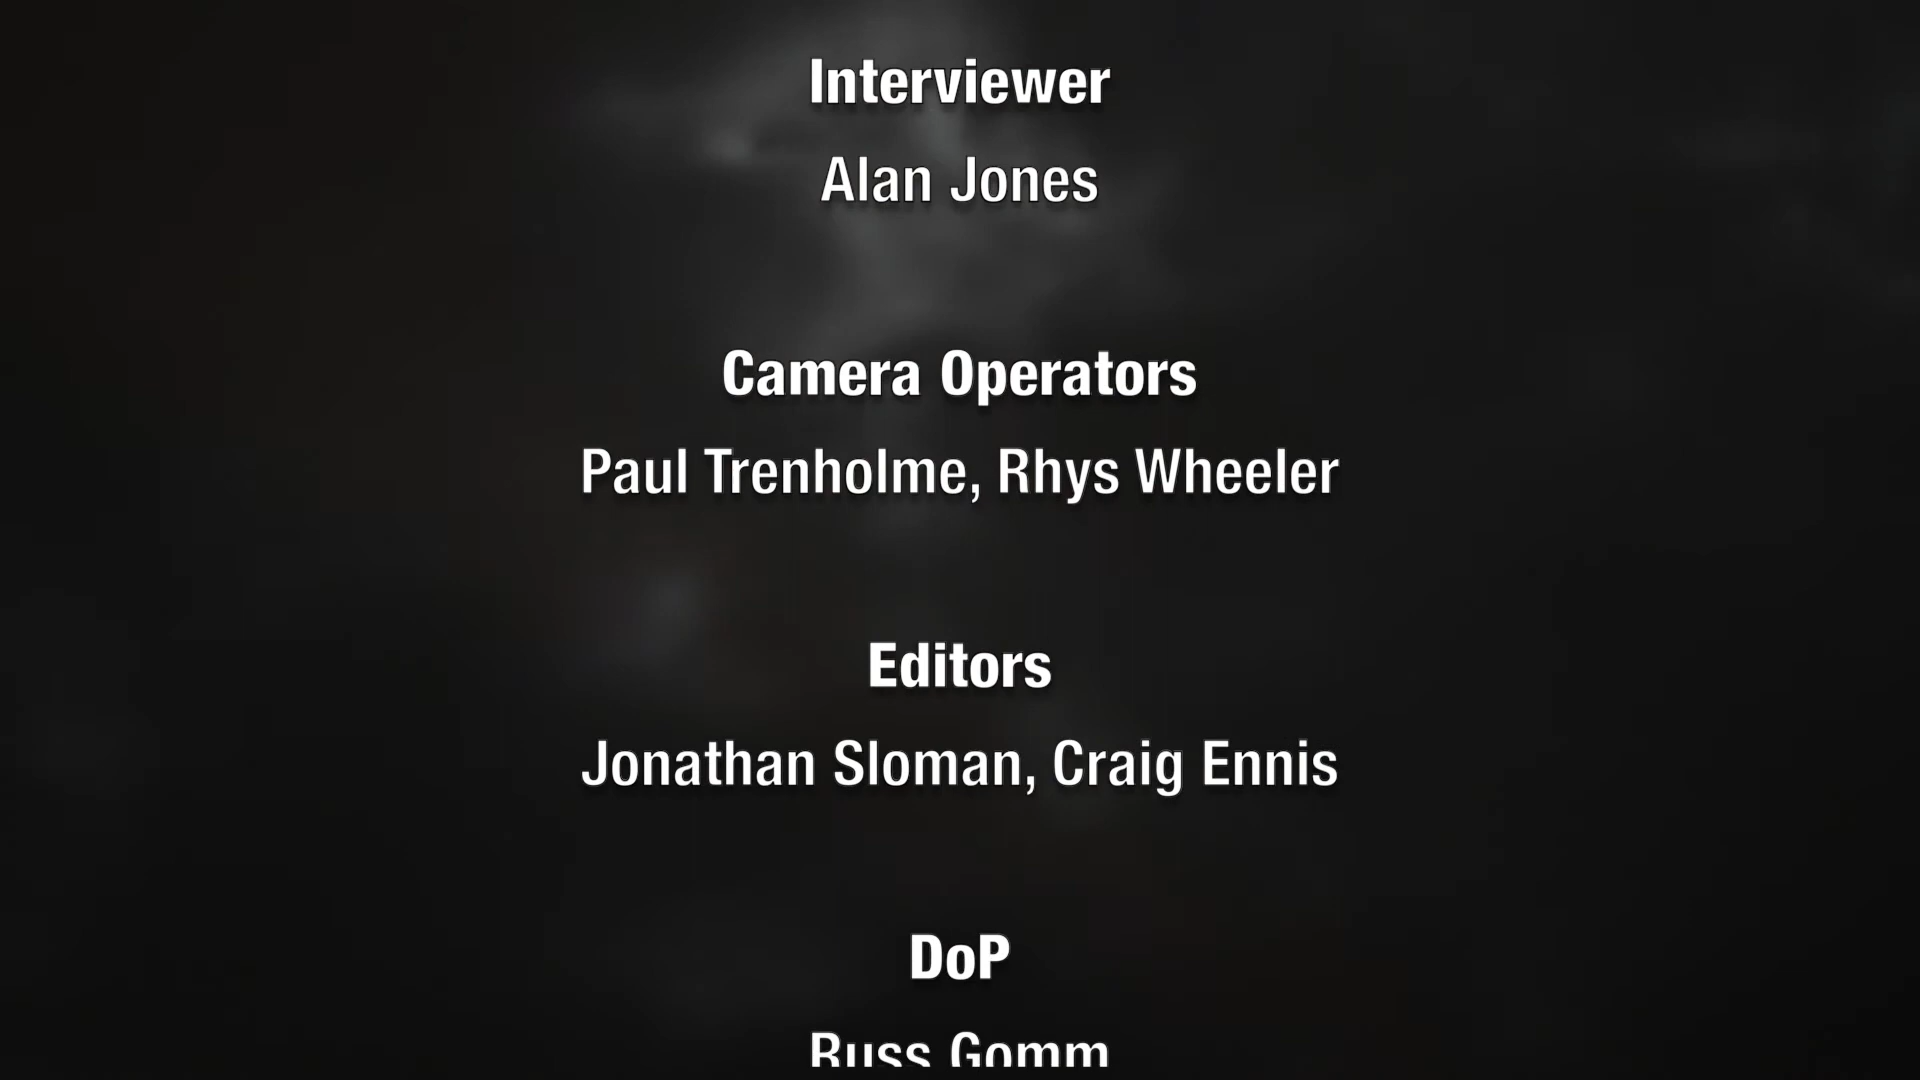 Interviewer
Alan Jones
Camera Operators
Paul Trenholme, Rhys Wheeler
Editors
Jonathan Sloman, Craig Ennis
DoP
Russ Gomm